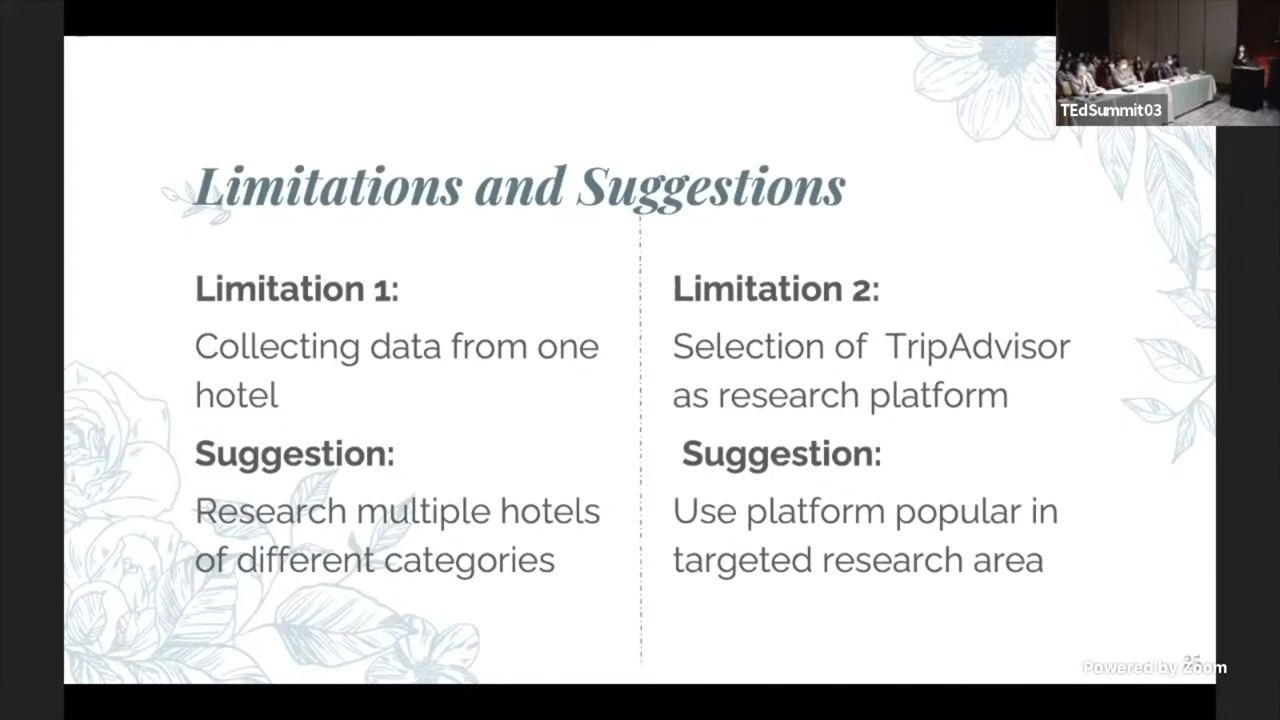 TEdSummit03
Limitations and Suggestions
Limitation 1:
Collecting data from one
hotel
Suggestion:
Research multiple hotels
of different categories
Limitation 2:
Selection of TripAdvisor
as research platform
Suggestion:
Use platform popular in
targeted research area
Powered by Zoom